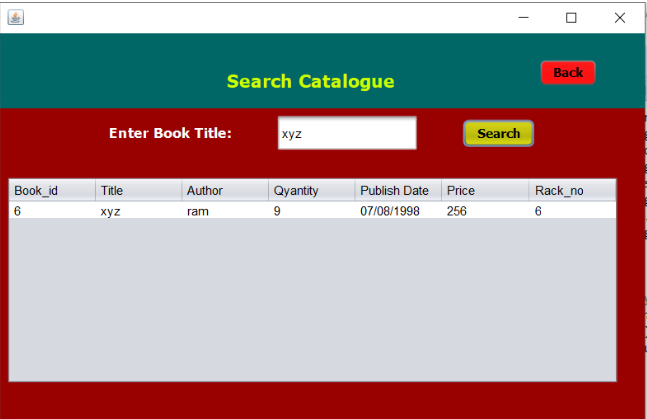 Back
Search Catalogue
Enter Book Title: xyz Search
Book_id Title Author Qyantity Publish Date Price Rack_no
6 xyz ram 9 07/08/1998 256 6